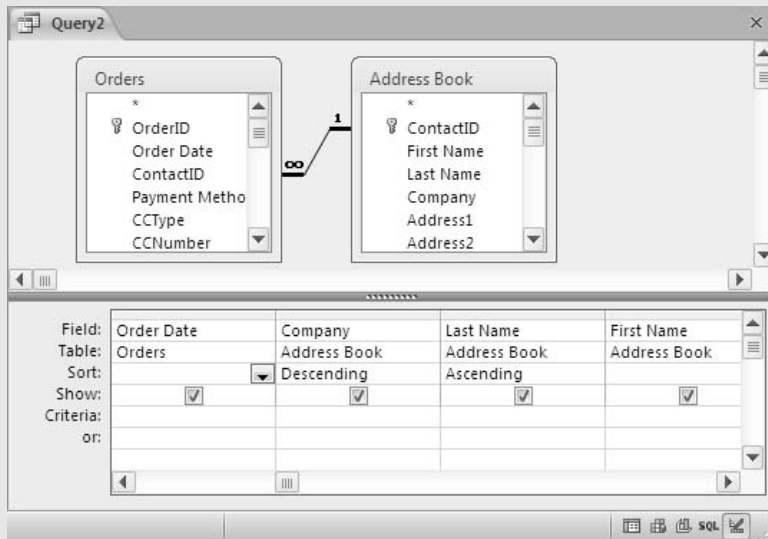 Query2
Orders
*
OrderID
Order Date
ContactID
Payment Metho
CCType
CCNumber
∞
1
Address Book
*
ContactID
First Name
Last Name
Company
Address1
Address2
Field: Order Date Company Last Name First Name
Table: Orders Address Book Address Book Address Book
Sort: Descending Ascending
Show:
Criteria:
or:
SQL